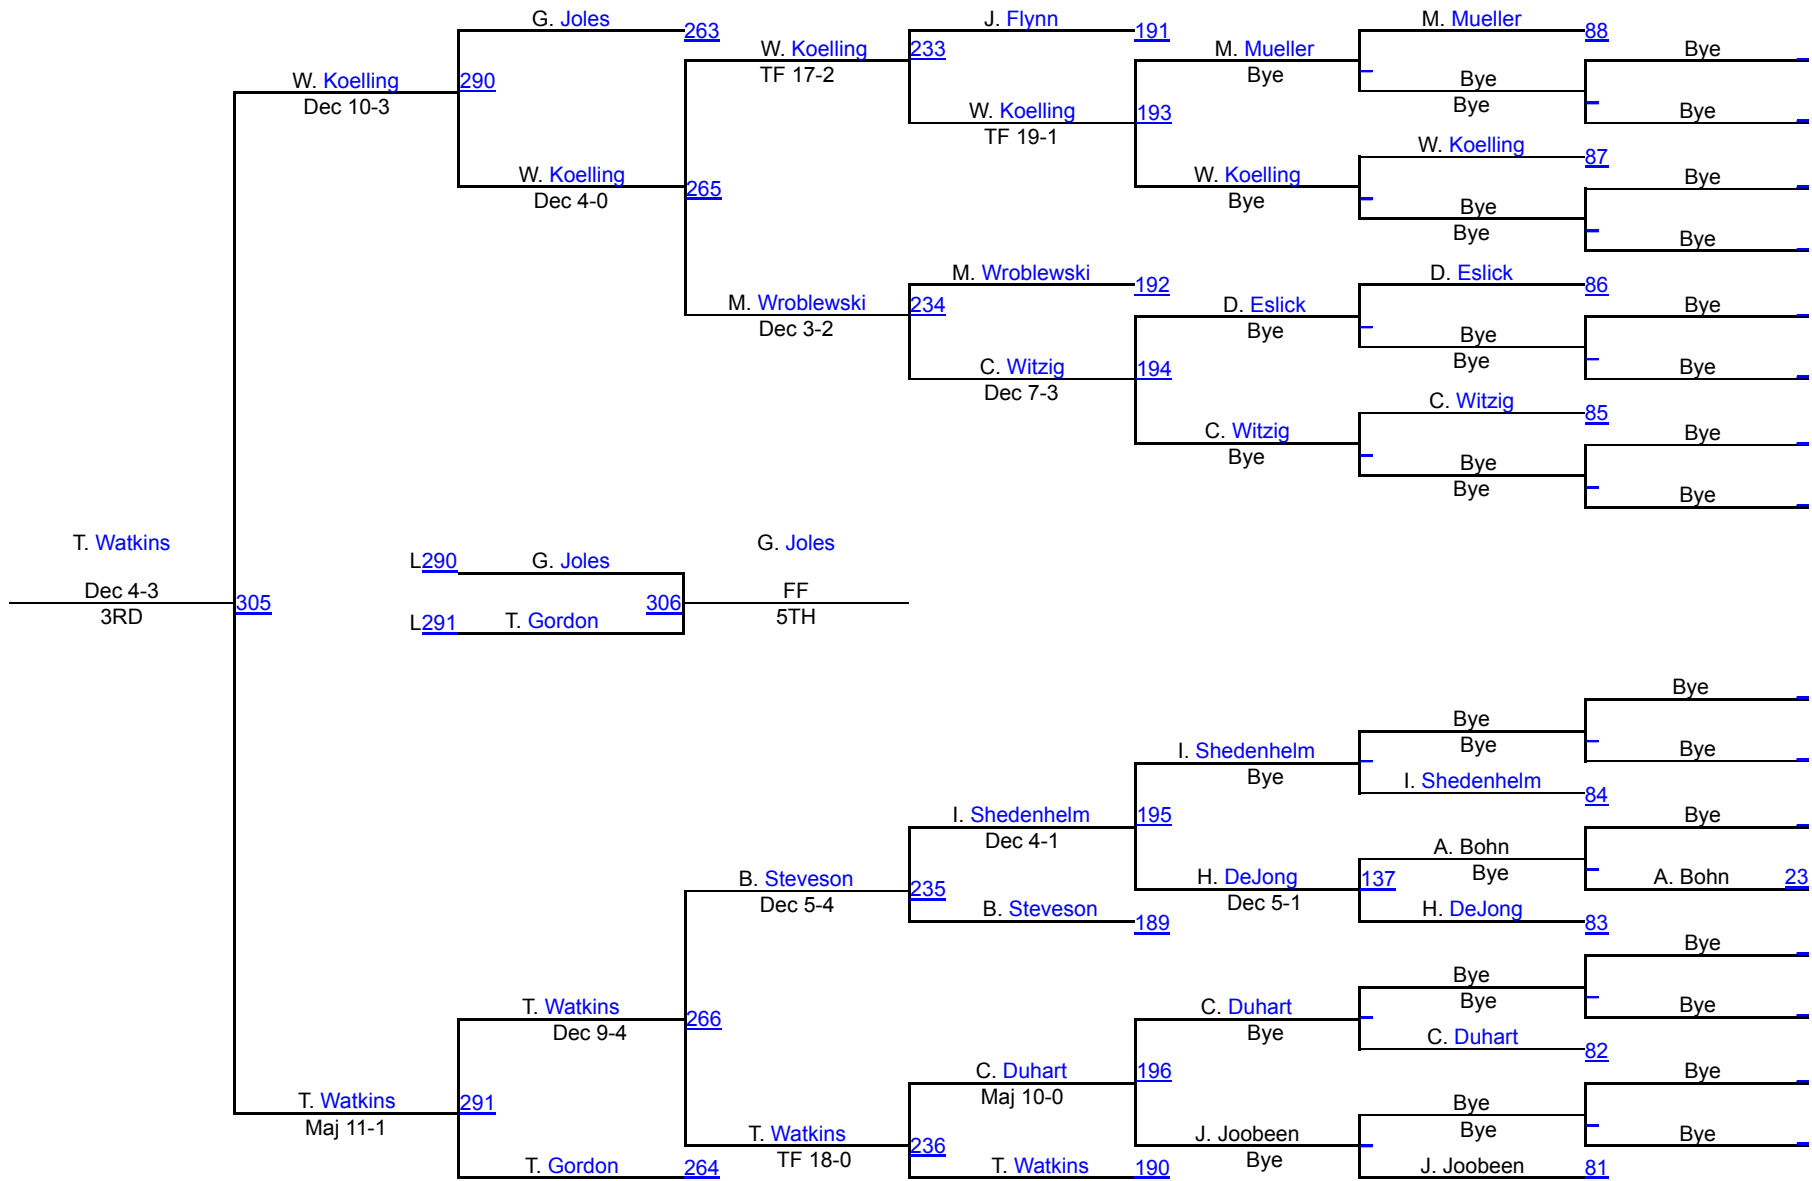 G. Joles
263
J. Flynn
191
M. Mueller
88
W. Koelling
TF 17-2
233
M. Mueller
Bye
Bye
W. Koelling
Dec 10-3
290
Bye
Bye
Bye
W. Koelling
TF 19-1
193
W. Koelling
87
W. Koelling
Dec 4-0
265
W. Koelling
Bye
Bye
Bye
Bye
Bye
M. Wroblewski
192
D. Eslick
86
M. Wroblewski
Dec 3-2
234
D. Eslick
Bye
Bye
Bye
Bye
Bye
C. Witzig
Dec 7-3
194
C. Witzig
85
C. Witzig
Bye
Bye
Bye
Bye
Bye
T. Watkins
Dec 4-3
3RD
305
L290
G. Joles
G. Joles
306
FF
5TH
L291
T. Gordon
Bye
Bye
Bye
I. Shedenhelm
Bye
Bye
I. Shedenhelm
84
I. Shedenhelm
Dec 4-1
195
Bye
A. Bohn
Bye
B. Steveson
Dec 5-4
235
H. DeJong
Dec 5-1
137
A. Bohn
23
B. Steveson
189
H. DeJong
83
Bye
Bye
Bye
T. Watkins
Dec 9-4
266
C. Duhart
Bye
Bye
C. Duhart
82
C. Duhart
Maj 10-0
196
Bye
T. Watkins
Maj 11-1
291
Bye
Bye
T. Watkins
TF 18-0
236
J. Joobeen
Bye
Bye
T. Gordon
264
T. Watkins
190
J. Joobeen
81